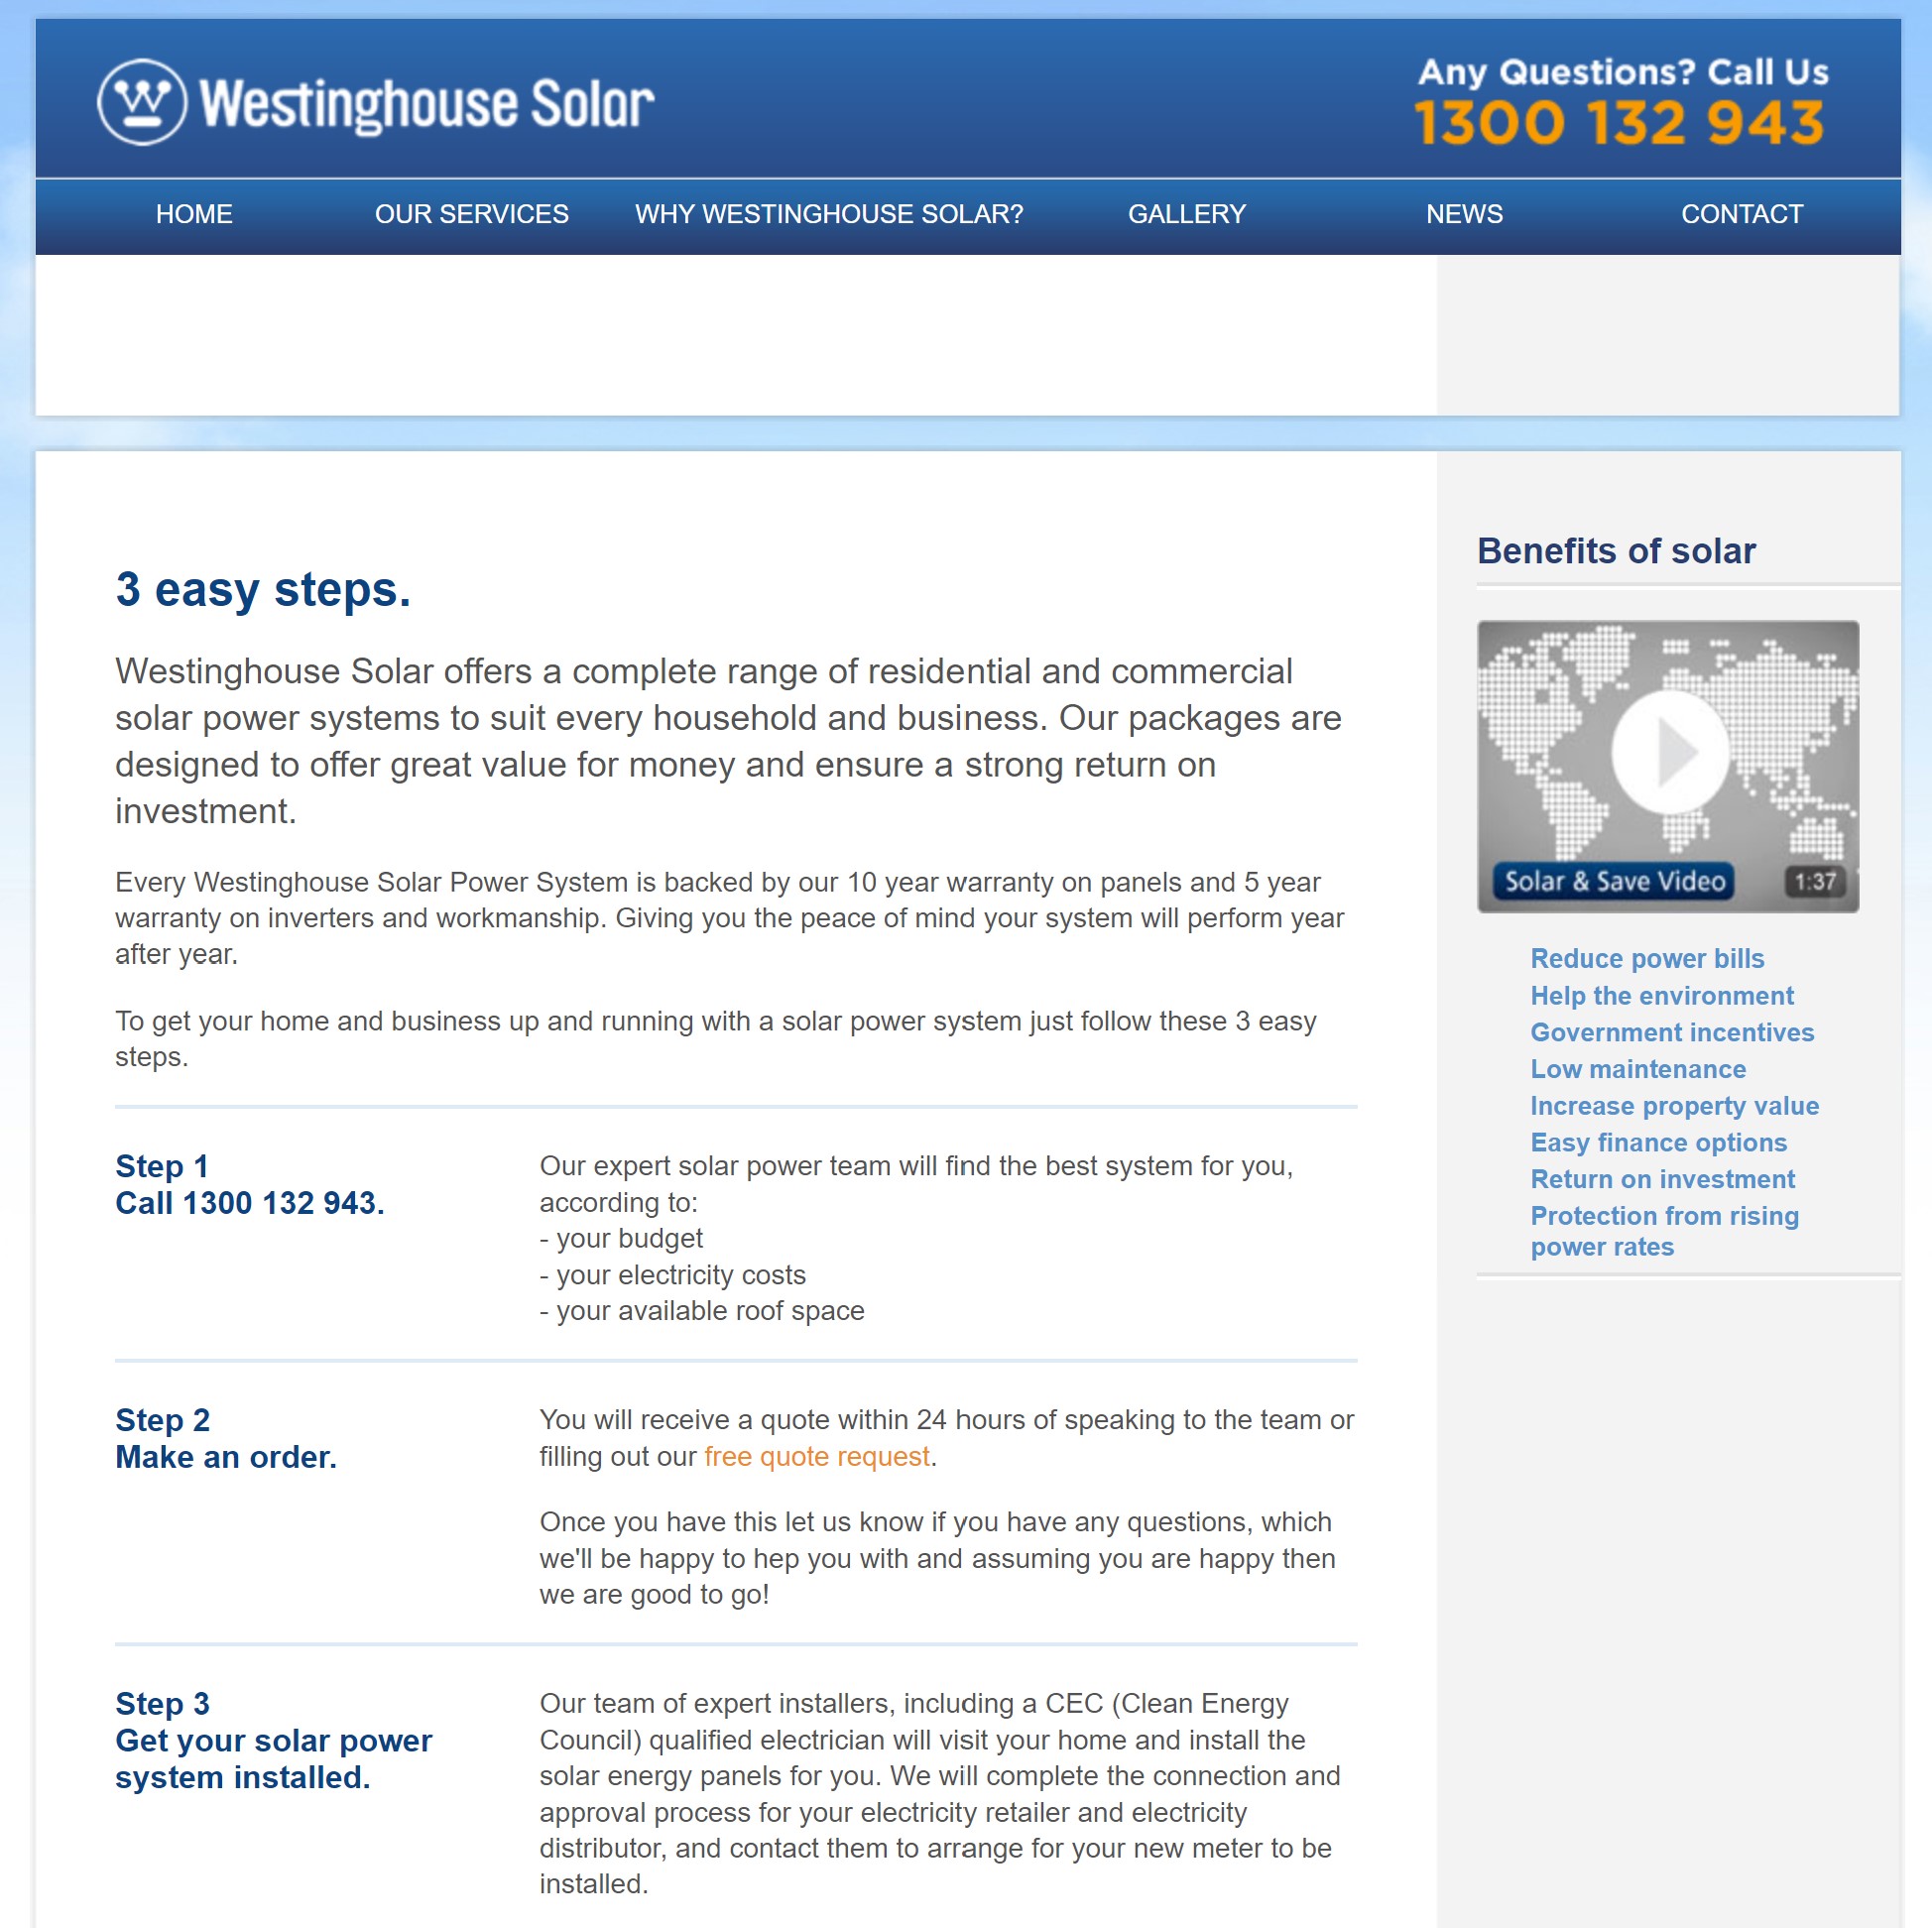 Westinghouse Solar
Any Questions? Call Us
1300 132 943
HOME OUR SERVICES WHY WESTINGHOUSE SOLAR? GALLERY NEWS CONTACT
3 easy steps.
Westinghouse Solar offers a complete range of residential and commercial
solar power systems to suit every household and business. Our packages are
designed to offer great value for money and ensure a strong return on
investment.
Every Westinghouse Solar Power System is backed by our 10 year warranty on panels and 5 year
warranty on inverters and workmanship. Giving you the peace of mind your system will perform year
after year.
To get your home and business up and running with a solar power system just follow these 3 easy
steps.
Step 1
Call 1300 132 943.
Our expert solar power team will find the best system for you,
according to:
- your budget
- your electricity costs
- your available roof space
Step 2
Make an order.
You will receive a quote within 24 hours of speaking to the team or
filling out our free quote request.
Once you have this let us know if you have any questions, which
we'll be happy to hep you with and assuming you are happy then
we are good to go!
Step 3
Get your solar power
system installed.
Our team of expert installers, including a CEC (Clean Energy
Council) qualified electrician will visit your home and install the
solar energy panels for you. We will complete the connection and
approval process for your electricity retailer and electricity
distributor, and contact them to arrange for your new meter to be
installed.
Benefits of solar
Solar & Save Video
1:37
Reduce power bills
Help the environment
Government incentives
Low maintenance
Increase property value
Easy finance options
Return on investment
Protection from rising
power rates